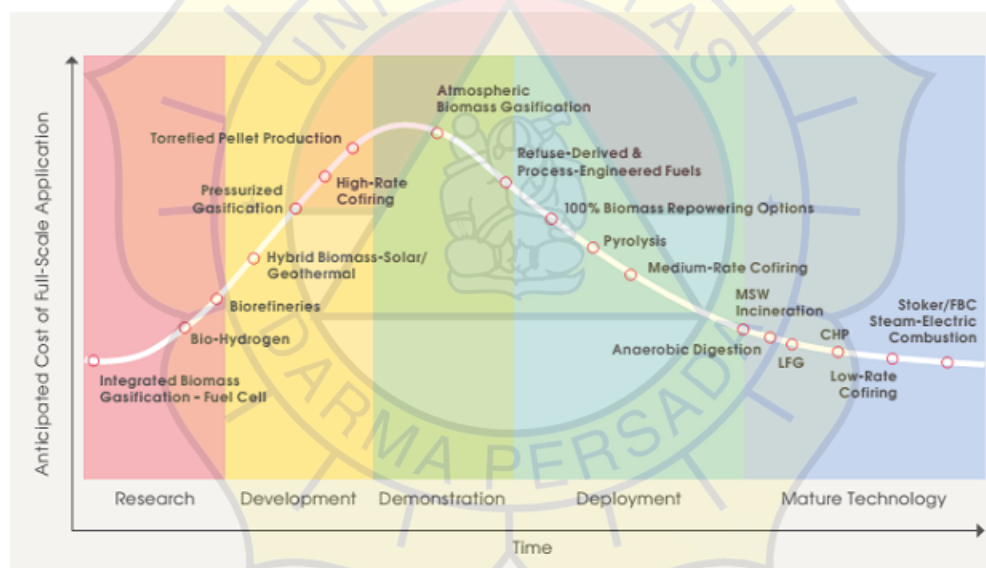 UNIVERSITAS
Atmospheric
Biomass Gasification
Torrefied Pellet Production
Refuse-Derived &
Process-Engineered Fuels
High-Rate
Cofiring
Pressurized
Gasification
100% Biomass Repowering Options
Pyrolysis
Hybrid Biomass-Solar/
Geothermal
Medium-Rate Cofiring
MSW
Incineration
Biorefineries
Stoker/FBC
Steam-Electric
Combustion
Bio-Hydrogen
CHP
Anaerobic Digestion
LFG
Integrated Biomass
Gasification - Fuel Cell
Low-Rate
Cofiring
DARMA PERSADA
Anticipated Cost of Full-Scale Application
Research
Development
Demonstration
Deployment
Mature Technology
Time